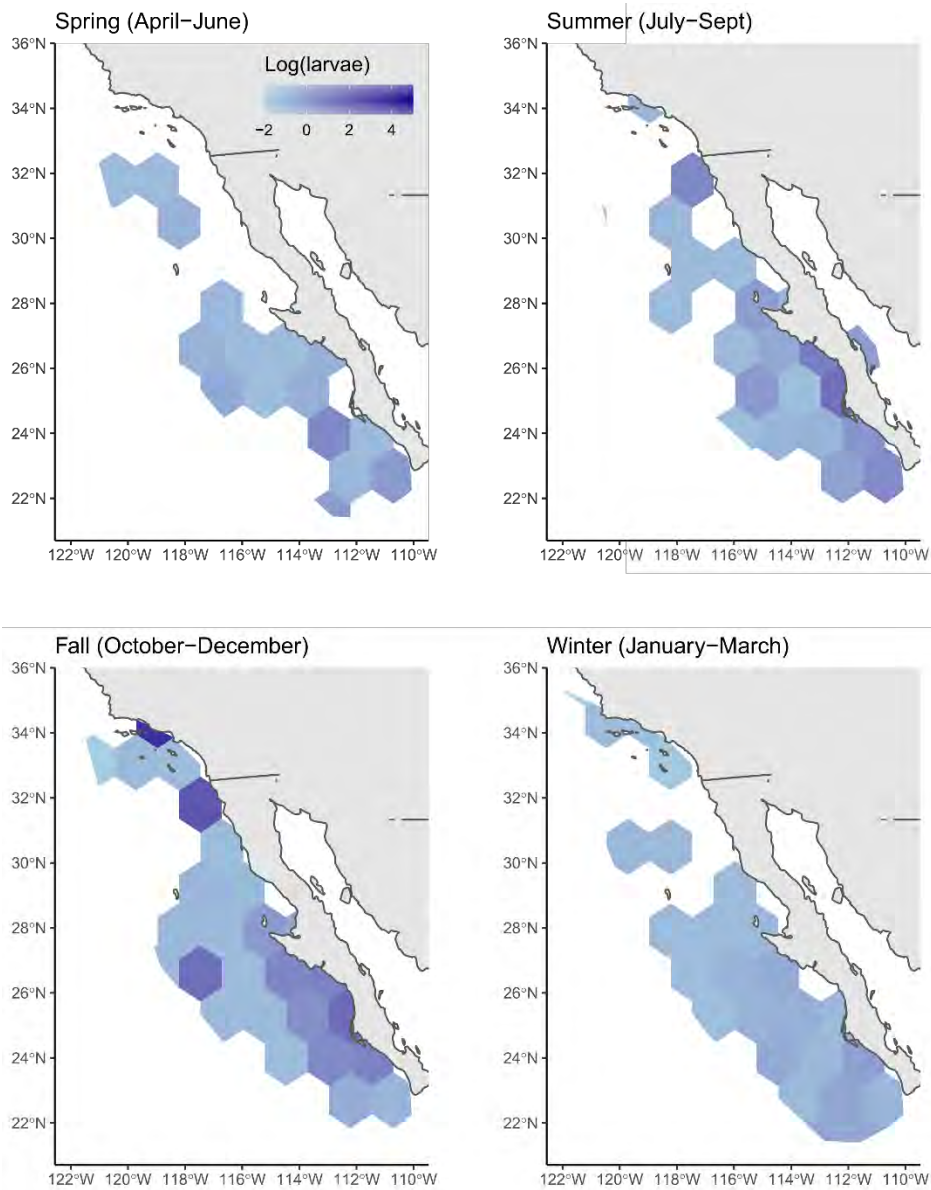 Spring (April−June)
Summer (July−Sept)
Log(larvae)
−2 0 2 4
36°N
34°N
32°N
30°N
28°N
26°N
24°N
22°N
122°W 120°W 118°W 116°W 114°W 112°W 110°W
36°N
34°N
32°N
30°N
28°N
26°N
24°N
22°N
122°W 120°W 118°W 116°W 114°W 112°W 110°W
Fall (October−December)
Winter (January−March)
36°N
34°N
32°N
30°N
28°N
26°N
24°N
22°N
122°W 120°W 118°W 116°W 114°W 112°W 110°W
36°N
34°N
32°N
30°N
28°N
26°N
24°N
22°N
122°W 120°W 118°W 116°W 114°W 112°W 110°W